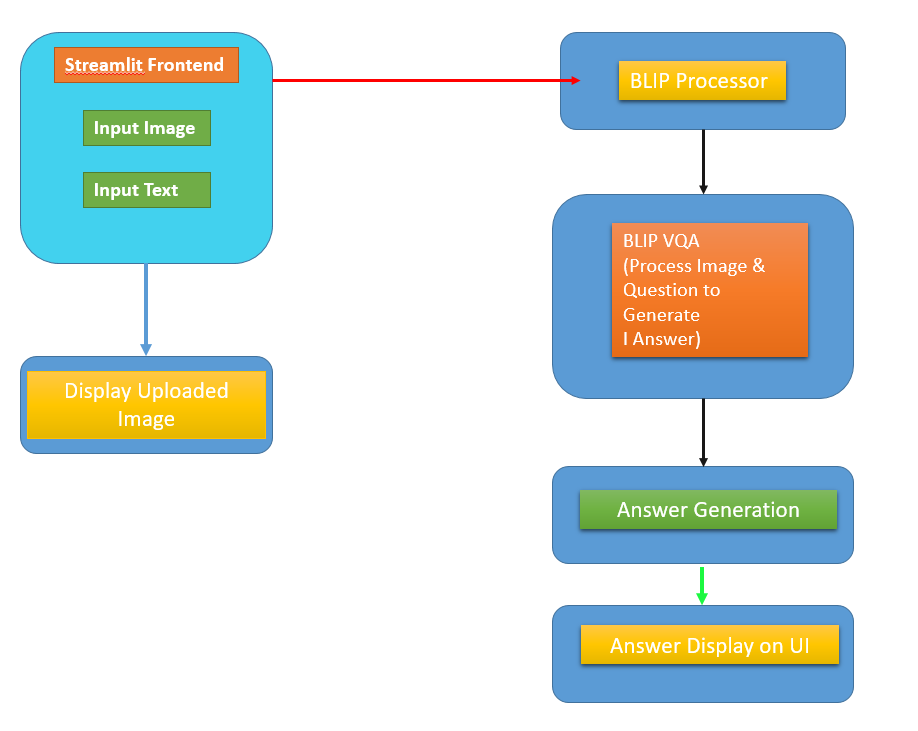 Streamlit Frontend
Input Image
Input Text
Display Uploaded
Image
BLIP Processor
BLIP VQA
(Process Image &
Question to
Generate
I Answer)
Answer Generation
Answer Display on UI